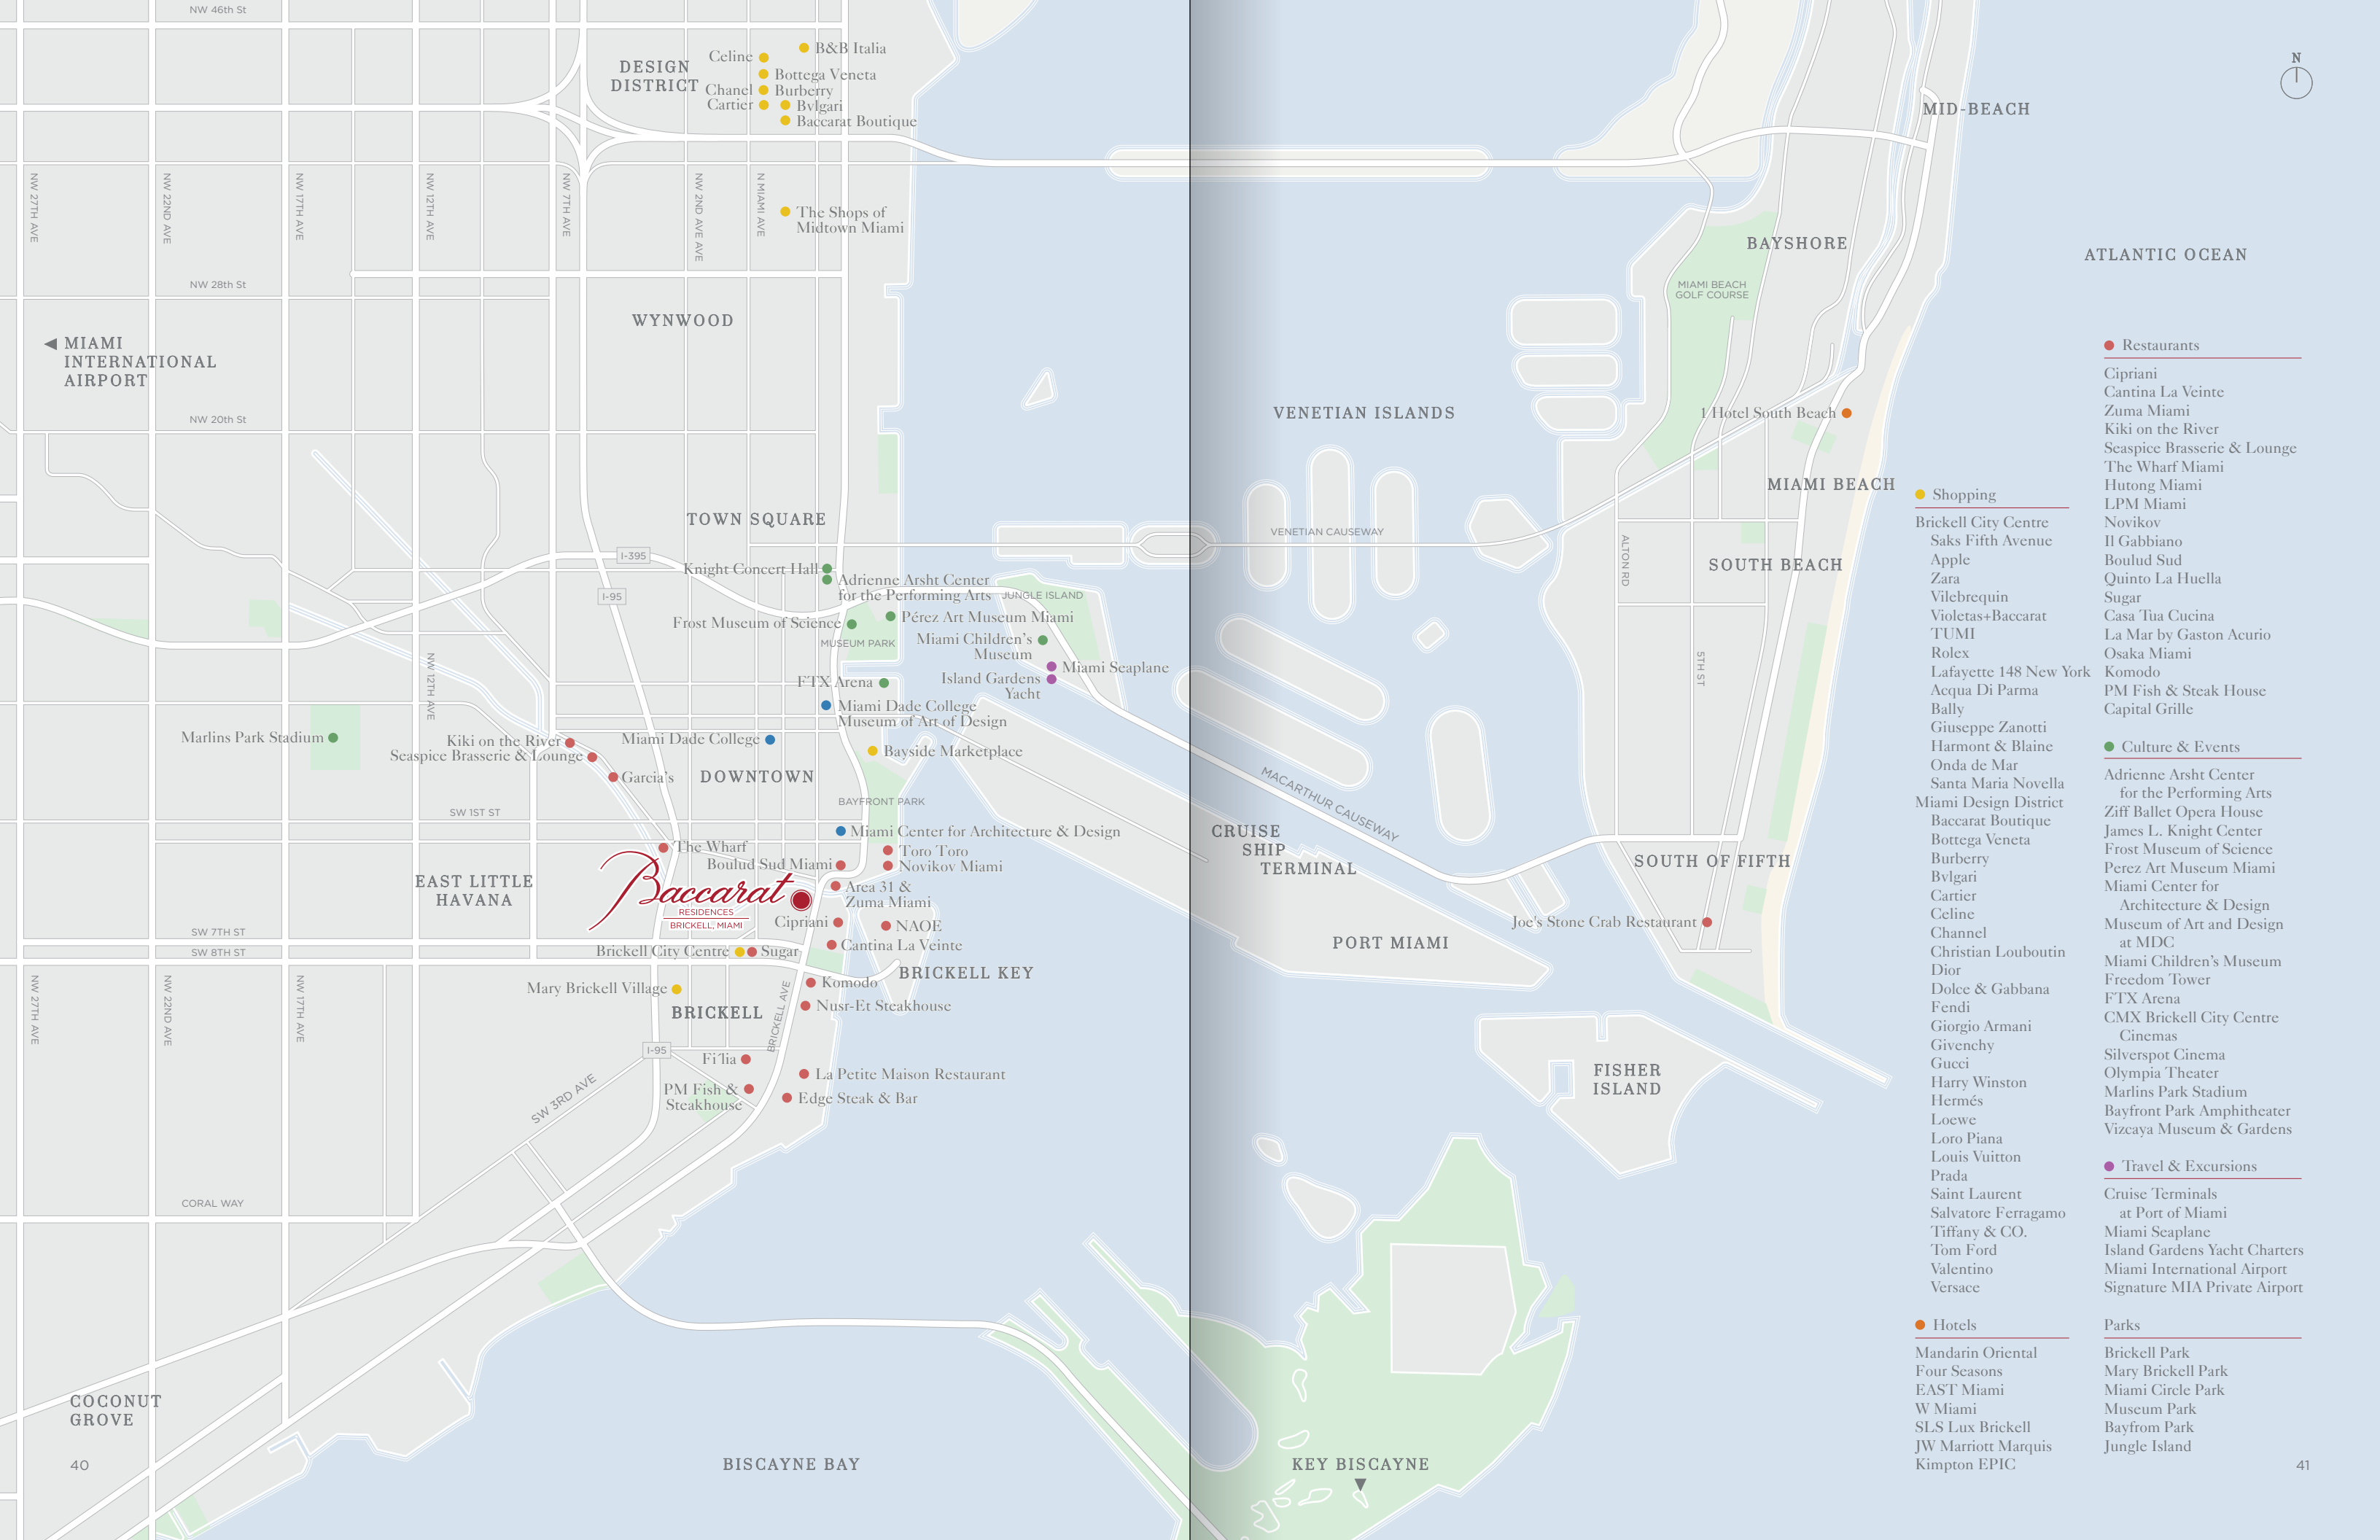 NW 46th St
DESIGN
DISTRICT
Celine
B&B Italia
Bottega Veneta
Chanel
Burberry
Cartier
Bvlgari
Baccarat Boutique
N
MID-BEACH
NW 27TH AVE
NW 22ND AVE
NW 17TH AVE
NW 12TH AVE
NW 7TH AVE
NW 2ND AVE AVE
N MIAMI AVE
The Shops of
Midtown Miami
BAYSHORE
ATLANTIC OCEAN
MIAMI BEACH
GOLF COURSE
NW 28th St
WYNWOOD
MIAMI
INTERNATIONAL
AIRPORT
NW 20th St
VENETIAN ISLANDS
1 Hotel South Beach
MIAMI BEACH
TOWN SQUARE
VENETIAN CAUSEWAY
ALTON RD
SOUTH BEACH
5TH ST
I-395
I-95
Knight Concert Hall
Adrienne Arsht Center
for the Performing Arts
JUNGLE ISLAND
Frost Museum of Science
Pérez Art Museum Miami
MUSEUM PARK
Miami Children's
Museum
Miami Seaplane
Island Gardens
Yacht
FTX Arena
NW 12TH AVE
Miami Dade College
Museum of Art of Design
Marlins Park Stadium
Kiki on the River
Seaspice Brasserie & Lounge
Garcia's
Miami Dade College
Bayside Marketplace
DOWNTOWN
BAYFRONT PARK
SW 1ST ST
MACARTHUR CAUSEWAY
Miami Center for Architecture & Design
CRUISE
SHIP
TERMINAL
The Wharf
Toro Toro
Boulud Sud Miami
Novikov Miami
SOUTH OF FIFTH
EAST LITTLE
HAVANA
Baccarat
RESIDENCES
BRICKELL, MIAMI
Area 31 &
Zuma Miami
Cipriani
NAOE
Joe's Stone Crab Restaurant
SW 7TH ST
SW 8TH ST
Cantina La Veinte
PORT MIAMI
Brickell City Centre
Sugar
BRICKELL KEY
Komodo
Mary Brickell Village
NW 27TH AVE
NW 22ND AVE
NW 17TH AVE
BRICKELL
BRICKELL AVE
Nusr-Et Steakhouse
I-95
Fi'lia
La Petite Maison Restaurant
SW 3RD AVE
PM Fish &
Steakhouse
Edge Steak & Bar
FISHER
ISLAND
CORAL WAY
COCONUT
GROVE
40
BISCAYNE BAY
KEY BISCAYNE
Shopping
Brickell City Centre
Saks Fifth Avenue
Apple
Zara
Vilebrequin
Violetas+Baccarat
TUMI
Rolex
Lafayette 148 New York
Acqua Di Parma
Bally
Giuseppe Zanotti
Harmont & Blaine
Onda de Mar
Santa Maria Novella
Miami Design District
Baccarat Boutique
Bottega Veneta
Burberry
Bvlgari
Cartier
Celine
Channel
Christian Louboutin
Dior
Dolce & Gabbana
Fendi
Giorgio Armani
Givenchy
Gucci
Harry Winston
Hermés
Loewe
Loro Piana
Louis Vuitton
Prada
Saint Laurent
Salvatore Ferragamo
Tiffany & CO.
Tom Ford
Valentino
Versace
Hotels
Mandarin Oriental
Four Seasons
EAST Miami
W Miami
SLS Lux Brickell
JW Marriott Marquis
Kimpton EPIC
Restaurants
Cipriani
Cantina La Veinte
Zuma Miami
Kiki on the River
Seaspice Brasserie & Lounge
The Wharf Miami
Hutong Miami
LPM Miami
Novikov
Il Gabbiano
Boulud Sud
Quinto La Huella
Sugar
Casa Tua Cucina
La Mar by Gaston Acurio
Osaka Miami
Komodo
PM Fish & Steak House
Capital Grille
Culture & Events
Adrienne Arsht Center
for the Performing Arts
Ziff Ballet Opera House
James L. Knight Center
Frost Museum of Science
Perez Art Museum Miami
Miami Center for
Architecture & Design
Museum of Art and Design
at MDC
Miami Children's Museum
Freedom Tower
FTX Arena
CMX Brickell City Centre
Cinemas
Silverspot Cinema
Olympia Theater
Marlins Park Stadium
Bayfront Park Amphitheater
Vizcaya Museum & Gardens
Travel & Excursions
Cruise Terminals
at Port of Miami
Miami Seaplane
Island Gardens Yacht Charters
Miami International Airport
Signature MIA Private Airport
Parks
Brickell Park
Mary Brickell Park
Miami Circle Park
Museum Park
Bayfrom Park
Jungle Island
41